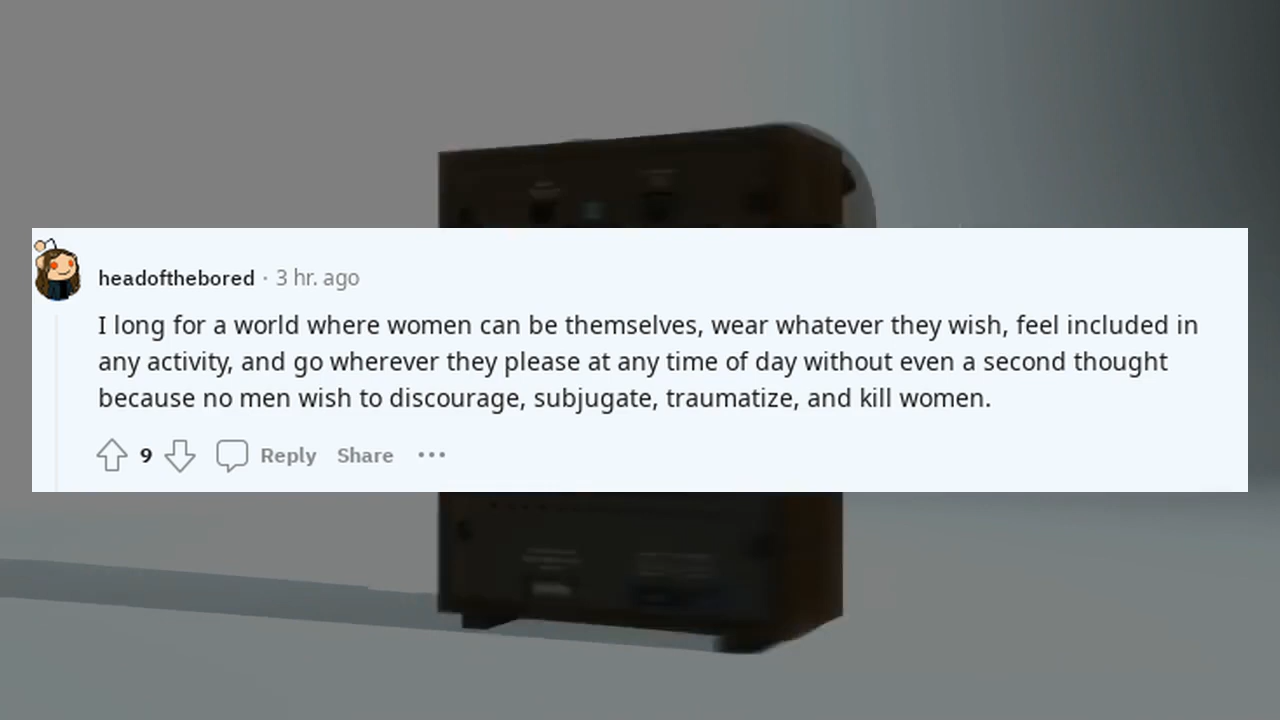 headofthebored · 3 hr. ago
I long for a world where women can be themselves, wear whatever they wish, feel included in
any activity, and go wherever they please at any time of day without even a second thought
because no men wish to discourage, subjugate, traumatize, and kill women.
9 Reply Share •••